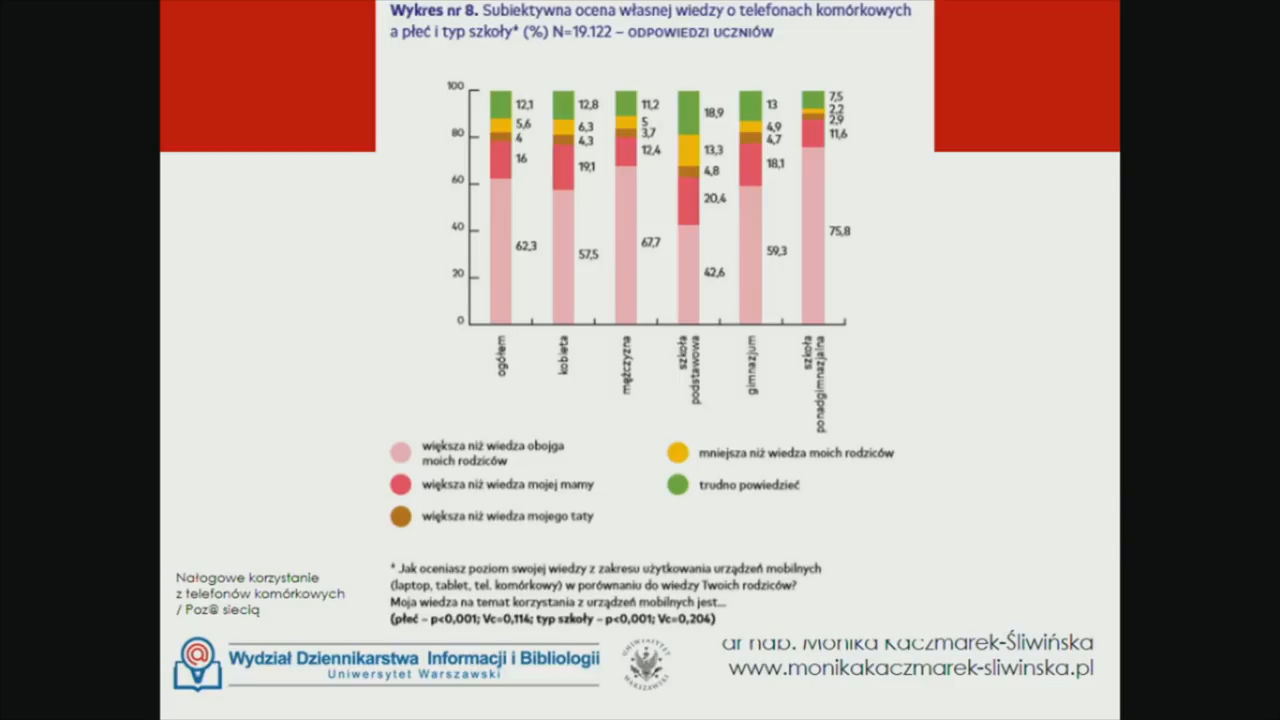 Wykres nr 8. Subiektywna ocena własnej wiedzy o telefonach komórkowych
a płeć i typ szkoły* (%) N=19.122 – ODPOWIEDZI UCZNIÓW
100
80
60
40
20
0
12,1
5,6
4
16
62,3
12,8
6,3
4,3
19,1
57,5
11,2
5
3,7
12,4
67,7
18,9
13,3
4,8
20,4
42,6
13
4,9
4,7
18,1
59,3
7,5
2,2
2,9
11,6
75,8
ogółem
kobieta
mężczyzna
szkoła
podstawowa
gimnazjum
szkoła
ponadgimnazjalna
większa niż wiedza obojga
moich rodziców
większa niż wiedza mojej mamy
większa niż wiedza mojego taty
mniejsza niż wiedza moich rodziców
trudno powiedzieć
* Jak oceniasz poziom swojej wiedzy z zakresu użytkowania urządzeń mobilnych
(laptop, tablet, tel. komórkowy) w porównaniu do wiedzy Twoich rodziców?
Moja wiedza na temat korzystania z urządzeń mobilnych jest...
(płeć – p<0,001; Vc=0,114; typ szkoły – p<0,001; Vc=0,204)
Nałogowe korzystanie
z telefonów komórkowych
/ Poz@ siecią
Wydział Dziennikarstwa Informacji i Bibliologii
Uniwersytet Warszawski
UNIWERSYTET
WARSZAWSKI
dr hab. Monika Kaczmarek-Śliwińska
www.monikakaczmarek-sliwinska.pl